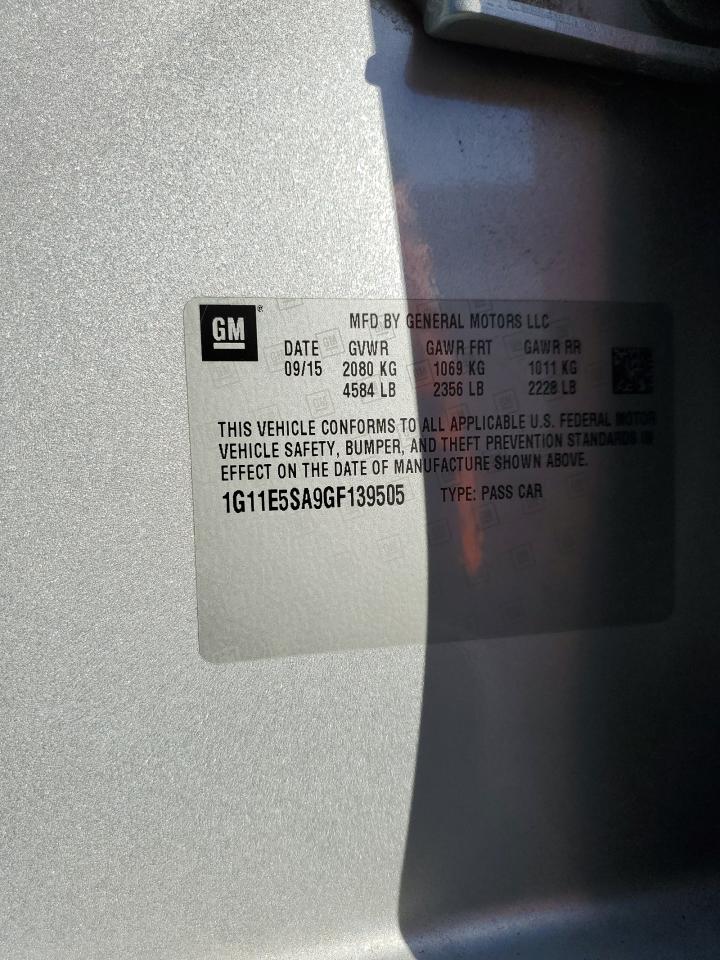 GM®
MFD BY GENERAL MOTORS LLC
DATE GVWR GAWR FRT GAWR RR
09/15 2080 KG 1069 KG 1011 KG
4584 LB 2356 LB 2228 LB
THIS VEHICLE CONFORMS TO ALL APPLICABLE U.S. FEDERAL MOTOR
VEHICLE SAFETY, BUMPER, AND THEFT PREVENTION STANDARDS IN
EFFECT ON THE DATE OF MANUFACTURE SHOWN ABOVE.
1G11E5SA9GF139505 TYPE: PASS CAR